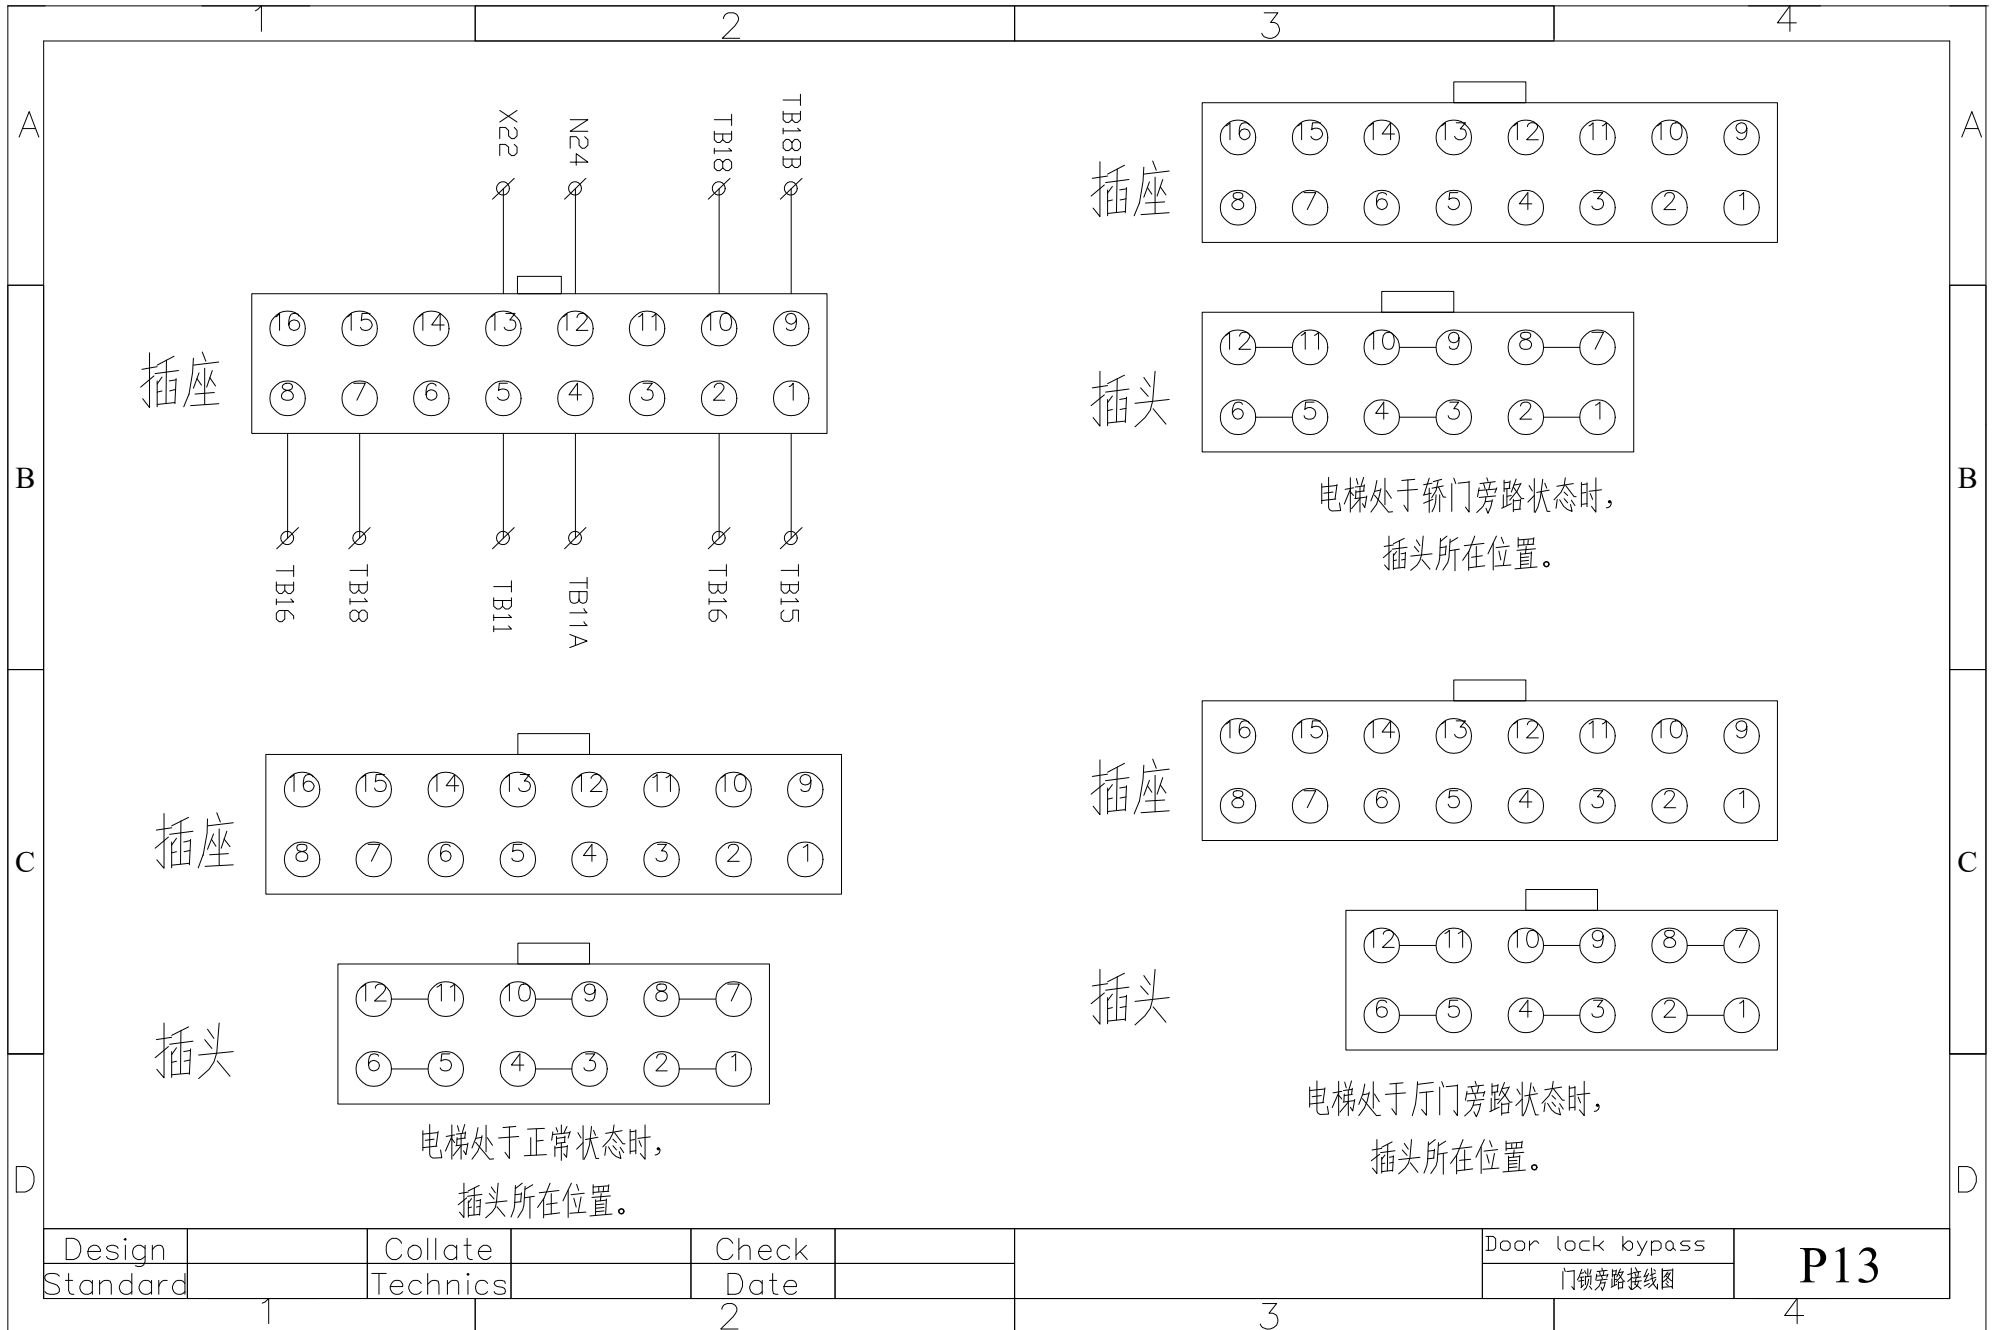 1 2 3 4
A A
X22 N24 TB18 TB18B
插座
16 15 14 13 12 11 10 9
8 7 6 5 4 3 2 1
TB16 TB18 TB11 TB11A TB16 TB15
插座
16 15 14 13 12 11 10 9
8 7 6 5 4 3 2 1
插头
12 11 10 9 8 7
6 5 4 3 2 1
电梯处于轿门旁路状态时,
插头所在位置。
B B
插座
16 15 14 13 12 11 10 9
8 7 6 5 4 3 2 1
插头
12 11 10 9 8 7
6 5 4 3 2 1
电梯处于正常状态时,
插头所在位置。
插座
16 15 14 13 12 11 10 9
8 7 6 5 4 3 2 1
插头
12 11 10 9 8 7
6 5 4 3 2 1
电梯处于厅门旁路状态时,
插头所在位置。
C C
D D
Design Collate Check
Standard Technics Date
Door lock bypass
门锁旁路接线图
P13
1 2 3 4